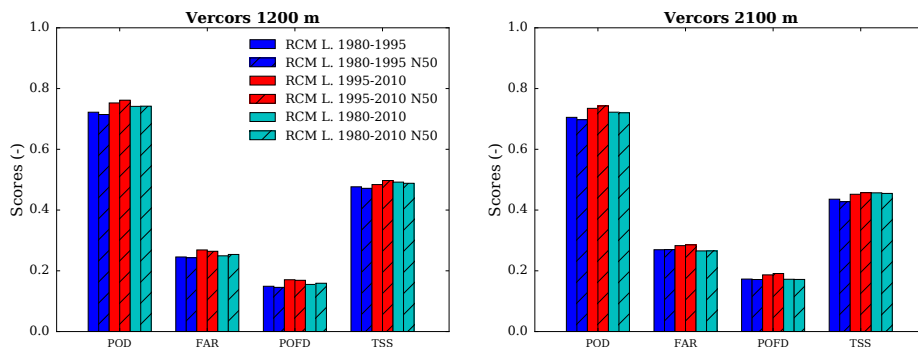 Vercors 1200 m
1.0
0.8
0.6
0.4
0.2
0.0
Scores (-)
RCM L. 1980-1995
RCM L. 1980-1995 N50
RCM L. 1995-2010
RCM L. 1995-2010 N50
RCM L. 1980-2010
RCM L. 1980-2010 N50
POD FAR POFD TSS
Vercors 2100 m
1.0
0.8
0.6
0.4
0.2
0.0
Scores (-)
POD FAR POFD TSS